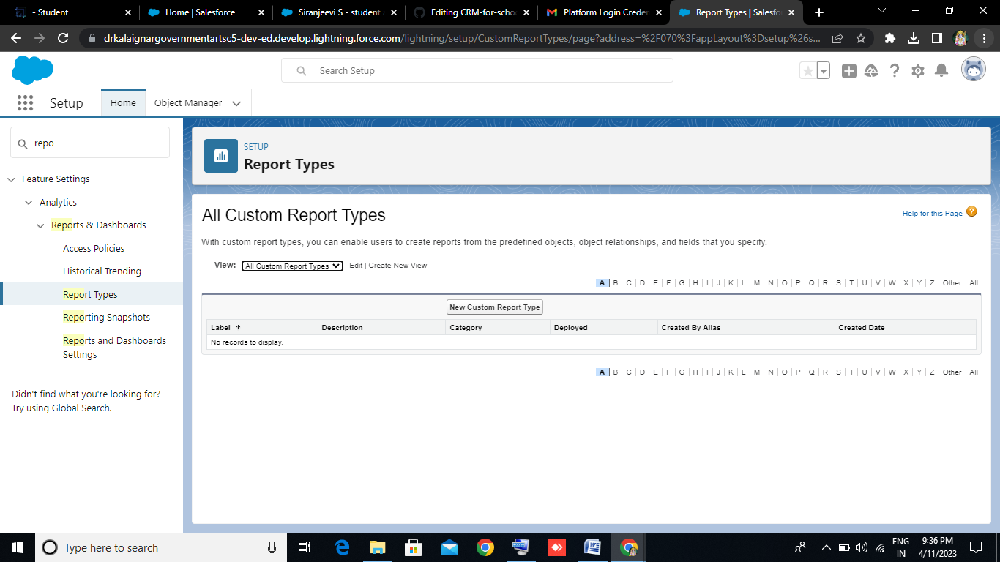 - Student
Home | Salesforce
Siranjeevi S - student
Editing CRM-for-scho
Platform Login Creder
Report Types | Salesfo
drkalaignargovernmentartsc5-dev-ed.develop.lightning.force.com/lightning/setup/CustomReportTypes/page?address=%2F070%3FappLayout%3Dsetup%26s...
Search Setup
Setup
Home
Object Manager
repo
Feature Settings
Analytics
Reports & Dashboards
Access Policies
Historical Trending
Report Types
Reporting Snapshots
Reports and Dashboards
Settings
Didn't find what you're looking for?
Try using Global Search.
SETUP
Report Types
All Custom Report Types
Help for this Page ?
With custom report types, you can enable users to create reports from the predefined objects, object relationships, and fields that you specify.
View: All Custom Report Types Edit | Create New View
A | B | C | D | E | F | G | H | I | J | K | L | M | N | O | P | Q | R | S | T | U | V | W | X | Y | Z | Other | All
New Custom Report Type
Label ↑ Description Category Deployed Created By Alias Created Date
No records to display.
A | B | C | D | E | F | G | H | I | J | K | L | M | N | O | P | Q | R | S | T | U | V | W | X | Y | Z | Other | All
Type here to search
ENG
IN
9:36 PM
4/11/2023